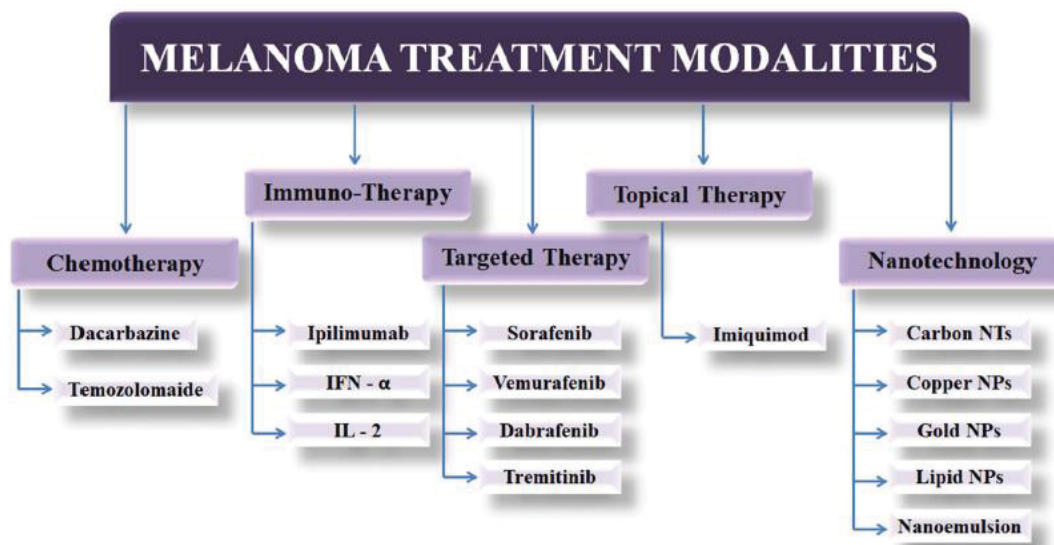 MELANOMA TREATMENT MODALITIES
Chemotherapy
Dacarbazine
Temozolomaide
Immuno-Therapy
Ipilimumab
IFN - α
IL - 2
Targeted Therapy
Sorafenib
Vemurafenib
Dabrafenib
Tremitinib
Topical Therapy
Imiquimod
Nanotechnology
Carbon NTs
Copper NPs
Gold NPs
Lipid NPs
Nanoemulsion